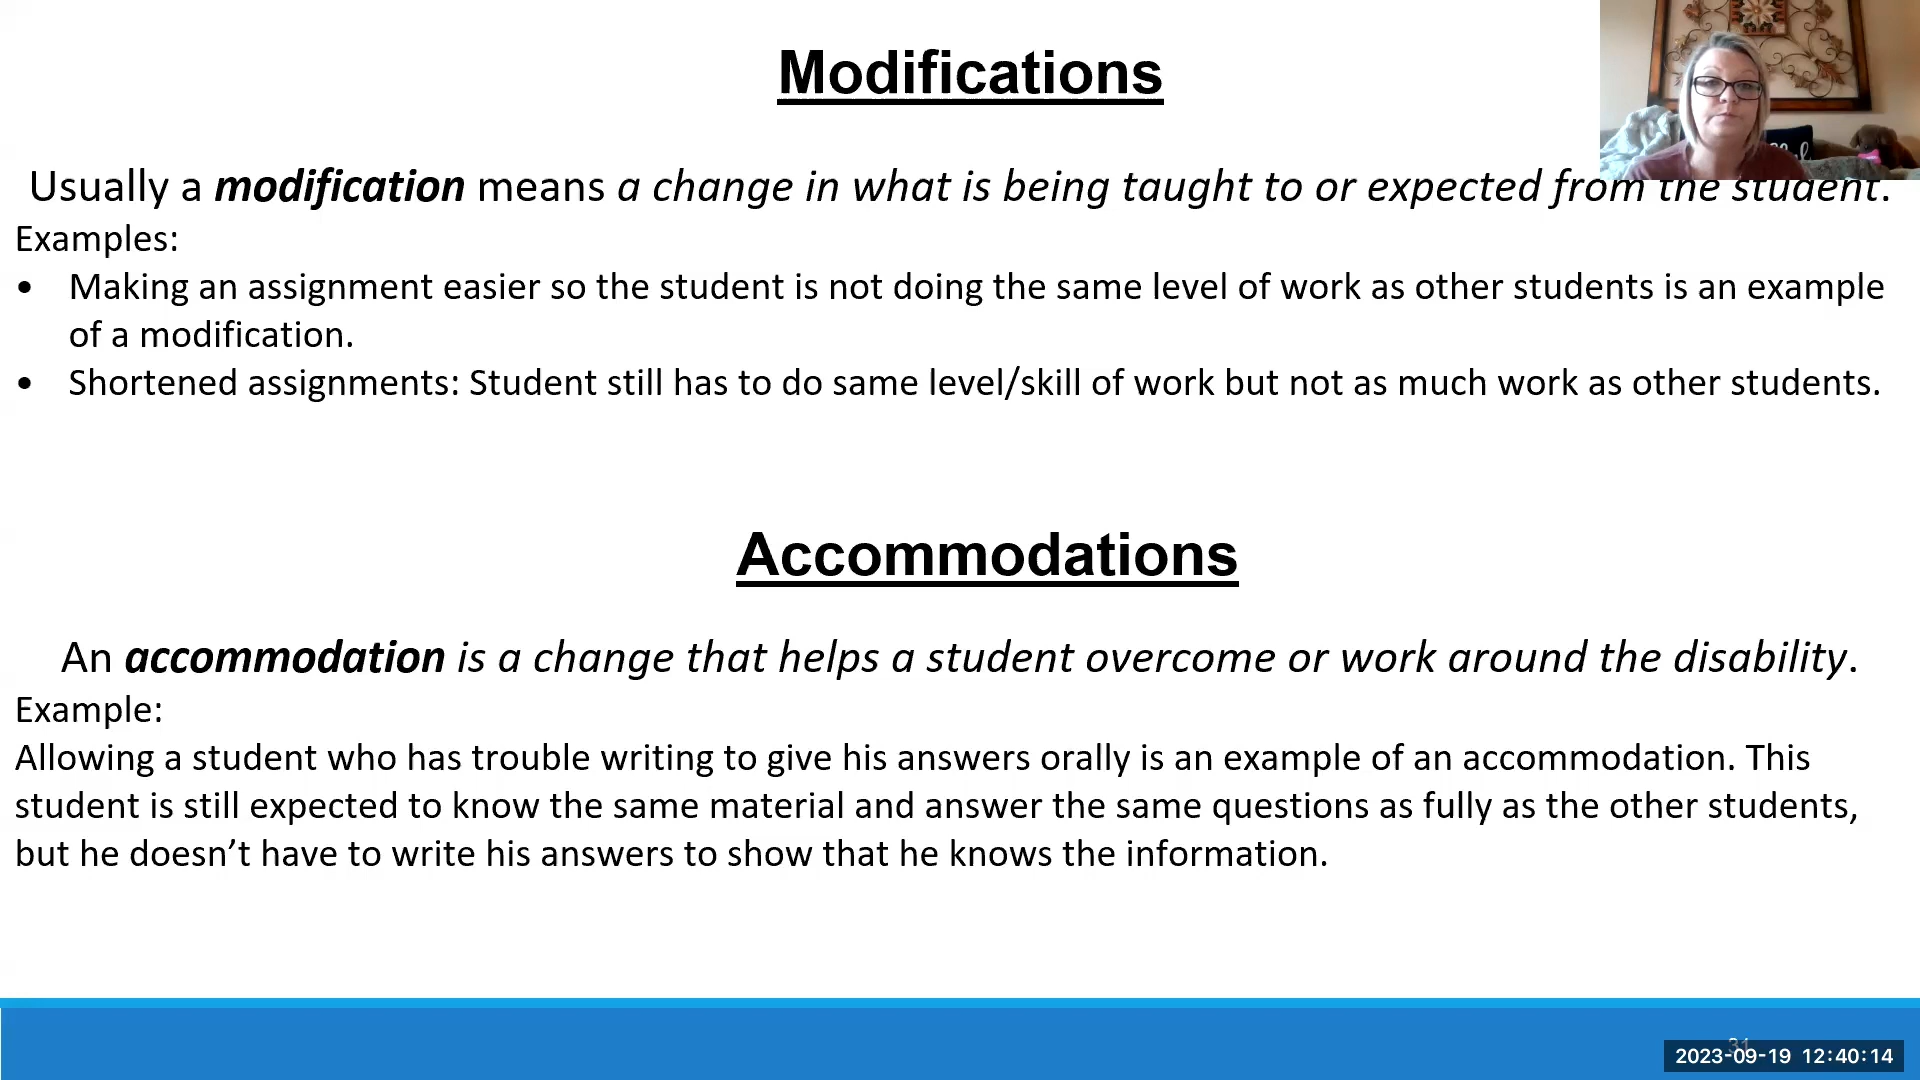 Modifications
Usually a modification means a change in what is being taught to or expected from the student.
Examples:
• Making an assignment easier so the student is not doing the same level of work as other students is an example
of a modification.
• Shortened assignments: Student still has to do same level/skill of work but not as much work as other students.
Accommodations
An accommodation is a change that helps a student overcome or work around the disability.
Example:
Allowing a student who has trouble writing to give his answers orally is an example of an accommodation. This
student is still expected to know the same material and answer the same questions as fully as the other students,
but he doesn’t have to write his answers to show that he knows the information.
31
2023-09-19 12:40:14